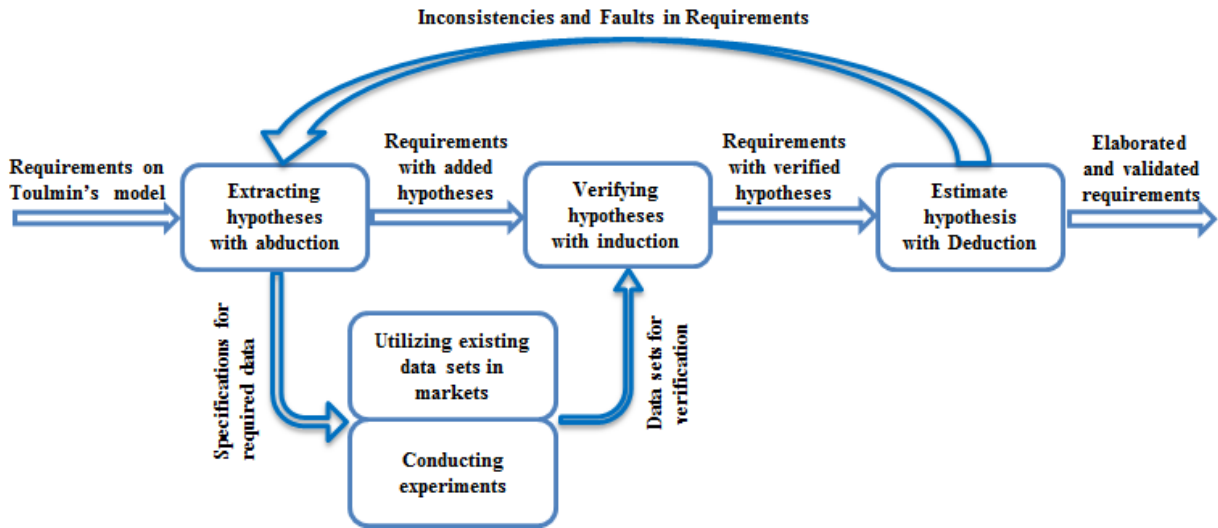 Inconsistencies and Faults in Requirements
Requirements on
Toulmin's model
Extracting
hypotheses
with abduction
Requirements
with added
hypotheses
Verifying
hypotheses
with induction
Requirements
with verified
hypotheses
Estimate
hypothesis
with Deduction
Elaborated
and validated
requirements
Specifications for
required data
Utilizing existing
data sets in
markets
Conducting
experiments
Data sets for
verification